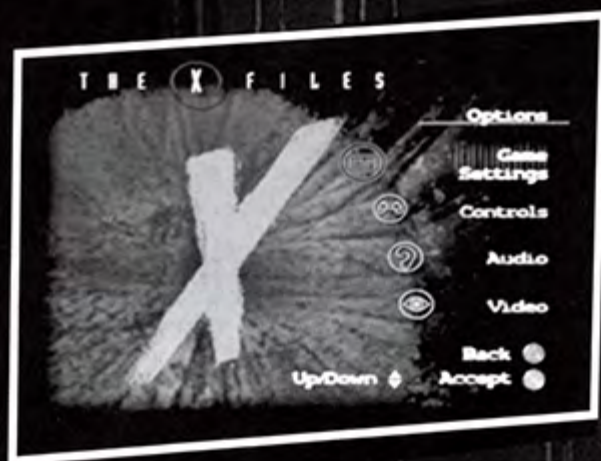 THE X FILES
Options
Game
Settings
Controls
Audio
Video
Back
Up/Down Accept